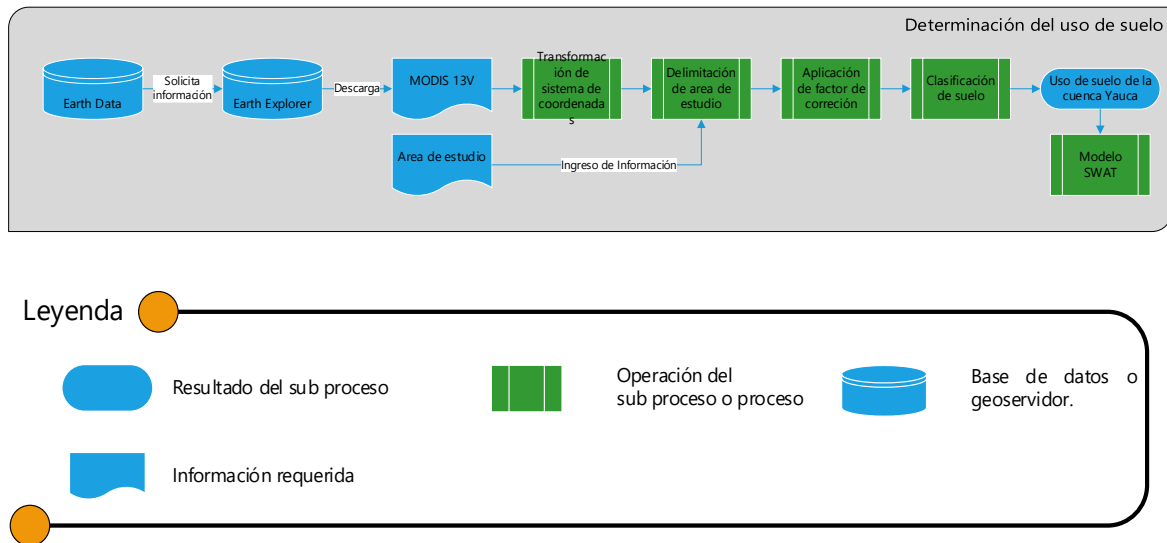 Determinación del uso de suelo
Earth Data
Solicita
información
Earth Explorer
Descarga
MODIS 13V
Transformac
ión de
sistema de
coordenada
s
Delimitación
de area de
estudio
Aplicación
de factor de
correción
Clasificación
de suelo
Uso de suelo de la
cuenca Yauca
Area de estudio
Ingreso de Información
Modelo
SWAT
Leyenda
Resultado del sub proceso
Operación del
sub proceso o proceso
Base de datos o
geoservidor.
Información requerida